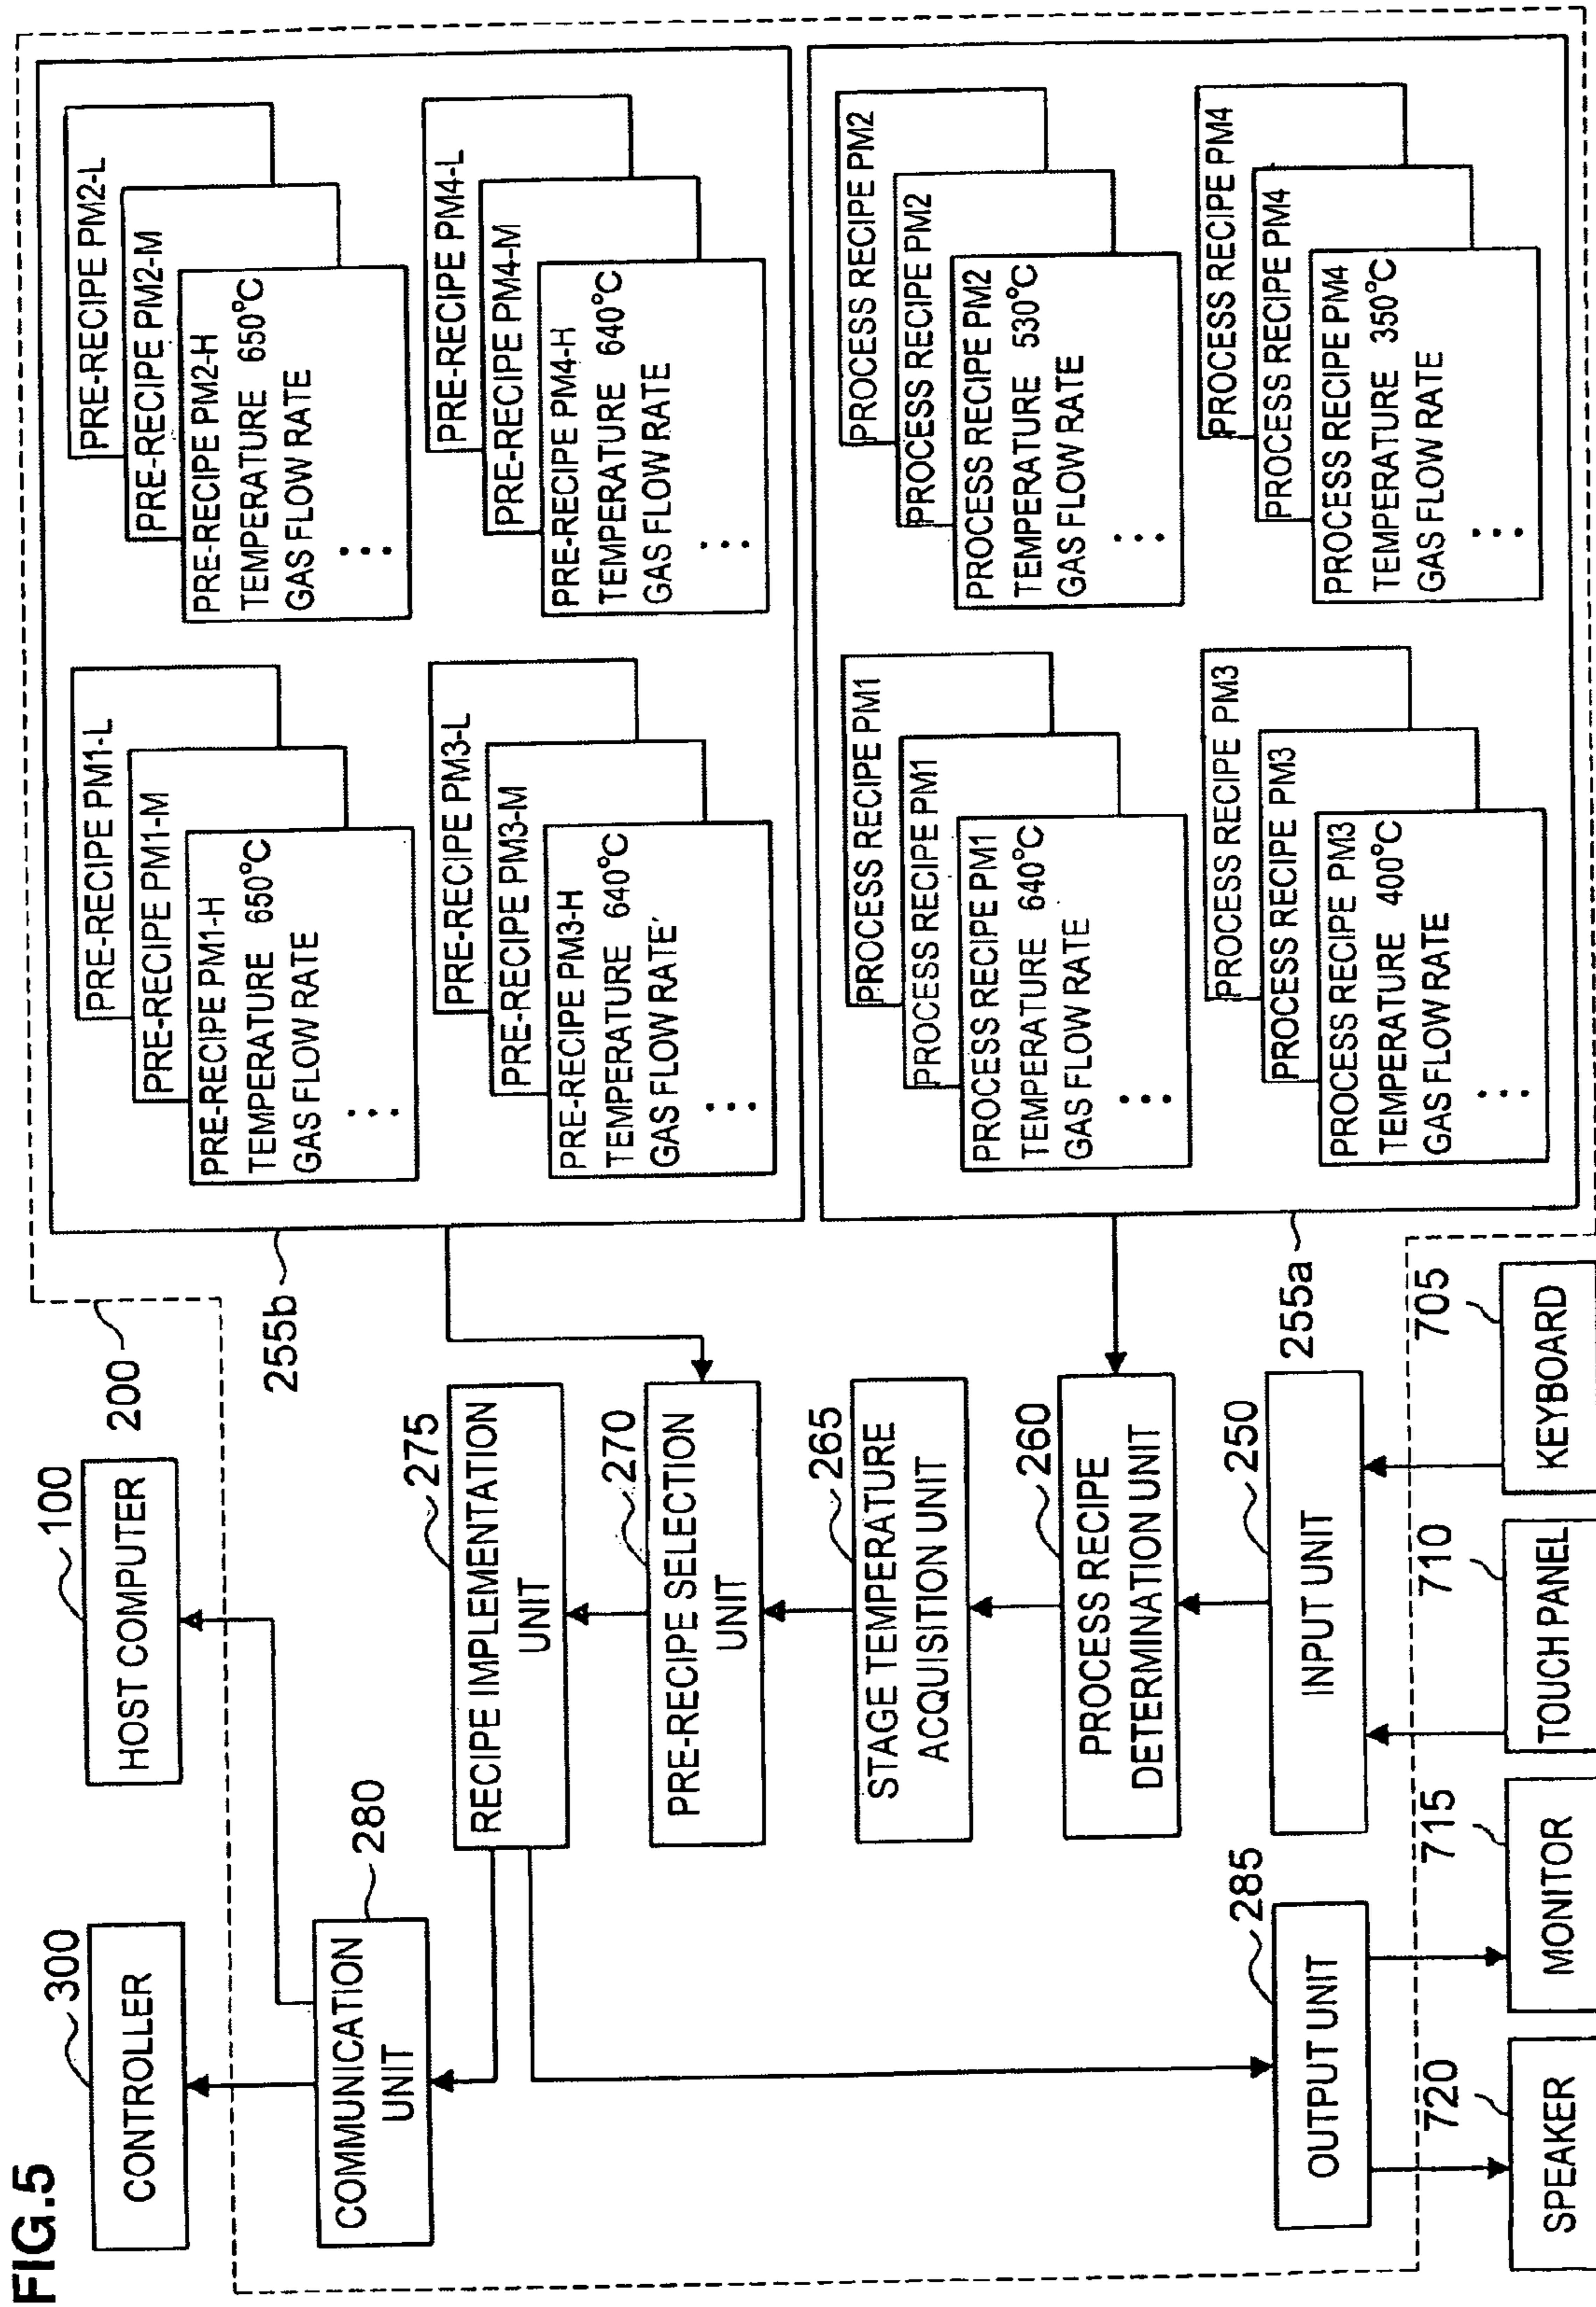 FIG.5
300
CONTROLLER
100
HOST COMPUTER
200
280
COMMUNICATION
UNIT
275
RECIPE IMPLEMENTATION
UNIT
270
PRE-RECIPE SELECTION
UNIT
265
STAGE TEMPERATURE
ACQUISITION UNIT
260
PROCESS RECIPE
DETERMINATION UNIT
250
INPUT UNIT
285
OUTPUT UNIT
720
SPEAKER
715
MONITOR
710
TOUCH PANEL
705
KEYBOARD
255b
PRE-RECIPE PM1-L
PRE-RECIPE PM1-M
PRE-RECIPE PM1-H
TEMPERATURE 650°C
GAS FLOW RATE
PRE-RECIPE PM2-L
PRE-RECIPE PM2-M
PRE-RECIPE PM2-H
TEMPERATURE 650°C
GAS FLOW RATE
PRE-RECIPE PM3-L
PRE-RECIPE PM3-M
PRE-RECIPE PM3-H
TEMPERATURE 640°C
GAS FLOW RATE
PRE-RECIPE PM4-L
PRE-RECIPE PM4-M
PRE-RECIPE PM4-H
TEMPERATURE 640°C
GAS FLOW RATE
255a
PROCESS RECIPE PM1
PROCESS RECIPE PM1
PROCESS RECIPE PM1
TEMPERATURE 640°C
GAS FLOW RATE
PROCESS RECIPE PM2
PROCESS RECIPE PM2
PROCESS RECIPE PM2
TEMPERATURE 530°C
GAS FLOW RATE
PROCESS RECIPE PM3
PROCESS RECIPE PM3
PROCESS RECIPE PM3
TEMPERATURE 400°C
GAS FLOW RATE
PROCESS RECIPE PM4
PROCESS RECIPE PM4
PROCESS RECIPE PM4
TEMPERATURE 350°C
GAS FLOW RATE